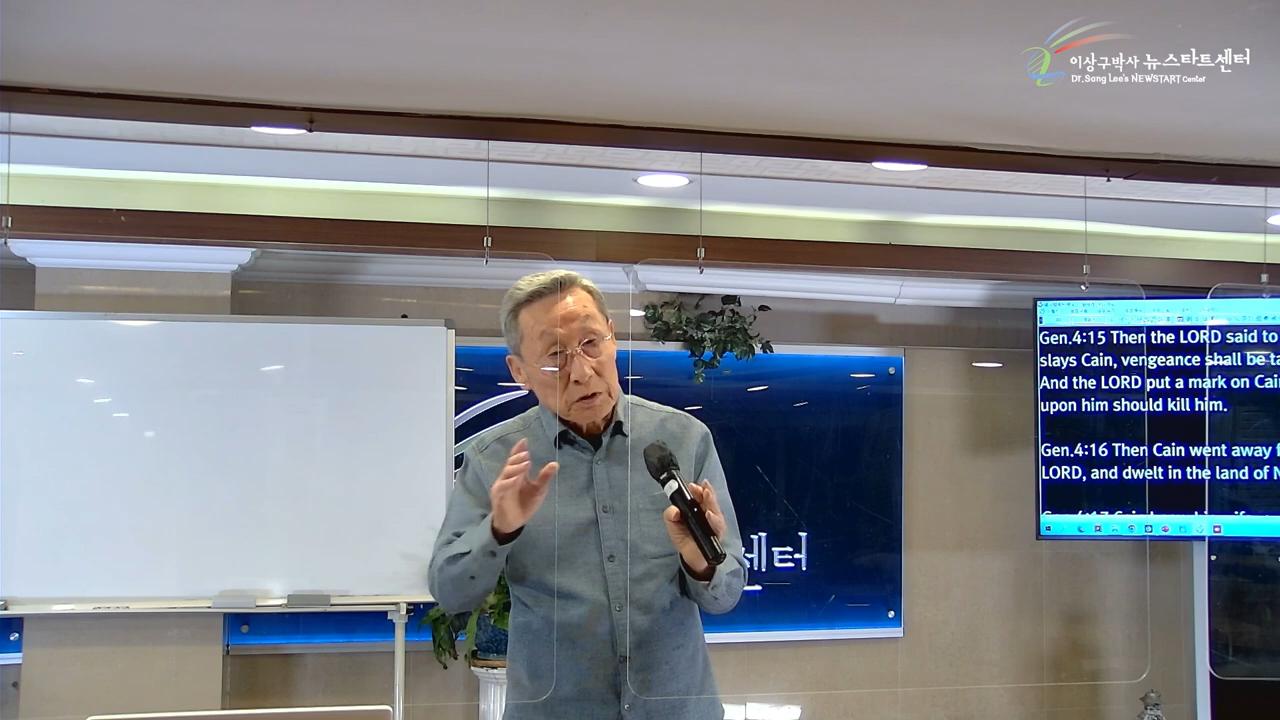 이상구박사 뉴스타트센터
Dr. Sang Lee's NEWSTART Center
Gen.4:15 Then the LORD said to
slays Cain, vengeance shall be ta
And the LORD put a mark on Cai
upon him should kill him.
Gen.4:16 Then Cain went away f
LORD, and dwelt in the land of N
센터